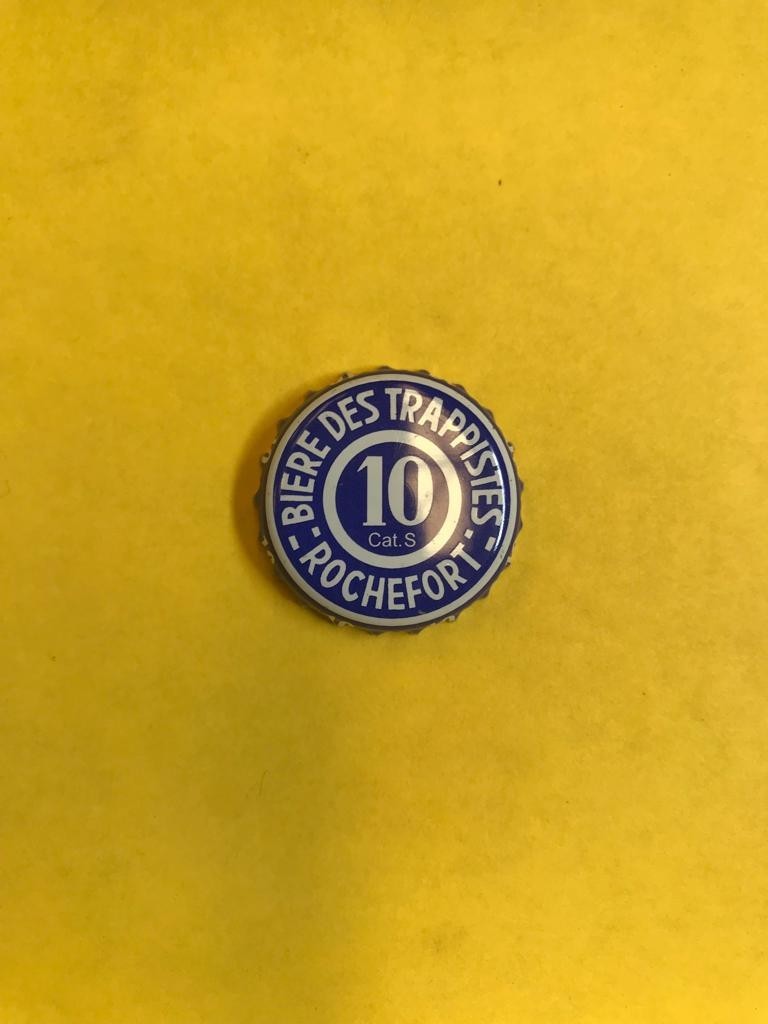 BIERE DES TRAPPISTES
10
Cat.S
- ROCHEFORT -